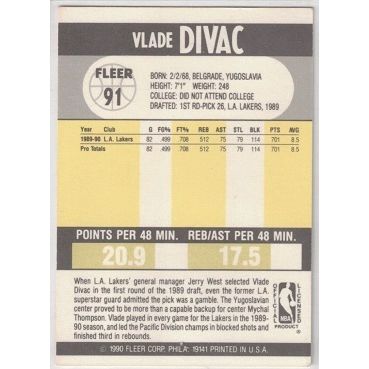 VLADE DIVAC
FLEER
91
BORN: 2/2/68, BELGRADE, YUGOSLAVIA
HEIGHT: 7'1" WEIGHT: 248
COLLEGE: DID NOT ATTEND COLLEGE
DRAFTED: 1ST RD-PICK 26, L.A. LAKERS, 1989
Year Club G FG% FT% REB AST STL BLK PTS AVG
1989-90 L.A. Lakers 82 .499 .708 512 75 79 114 701 8.5
Pro Totals 82 .499 .708 512 75 79 114 701 8.5
POINTS PER 48 MIN. REB/AST PER 48 MIN.
20.9 17.5
When L.A. Lakers' general manager Jerry West selected Vlade
Divac in the first round of the 1989 draft, even the former L.A.
superstar guard admitted the pick was a gamble. The Yugoslavian
center proved to be more than a capable backup for center Mychal
Thompson. Vlade played in every game for the Lakers in the 1989-
90 season, and led the Pacific Division champs in blocked shots and
finished third in rebounds.
OFFICIAL LICENSED
NBA
PRODUCT
© 1990 FLEER CORP. PHILA. 19141 PRINTED IN U.S.A.